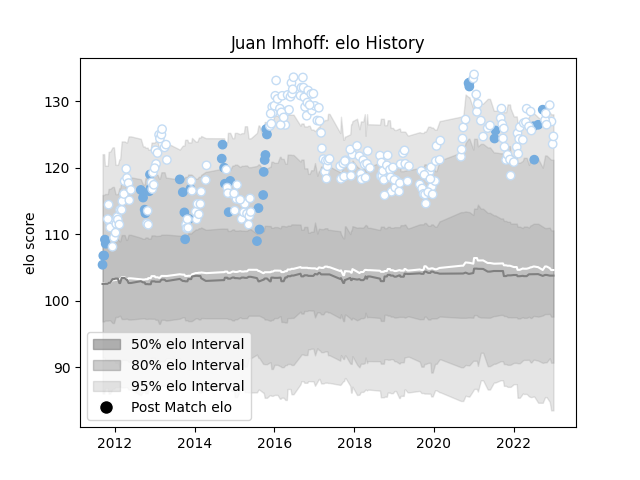 Juan Imhoff: elo History
elo score
130
120
110
100
90
50% elo Interval
80% elo Interval
95% elo Interval
Post Match elo
2012 2014 2016 2018 2020 2022